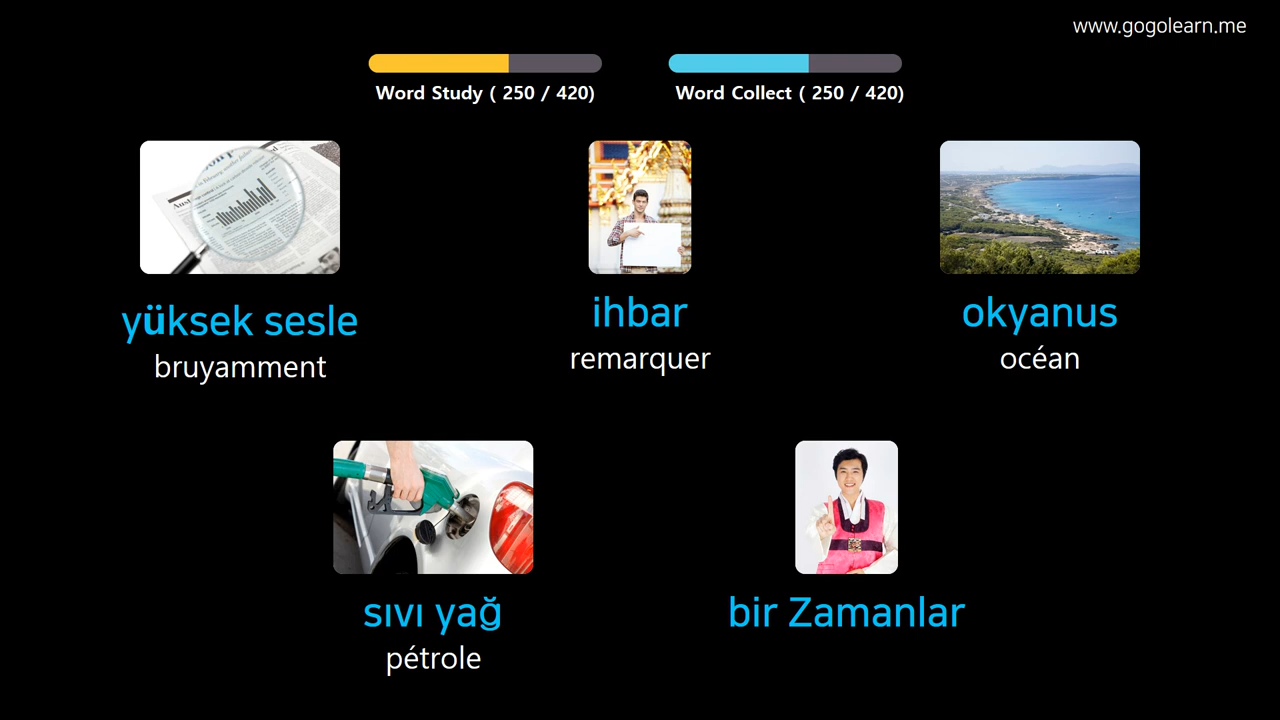 www.gogolearn.me
Word Study ( 250 / 420)
Word Collect ( 250 / 420)
yüksek sesle
bruyamment
ihbar
remarquer
okyanus
océan
sıvı yağ
pétrole
bir Zamanlar